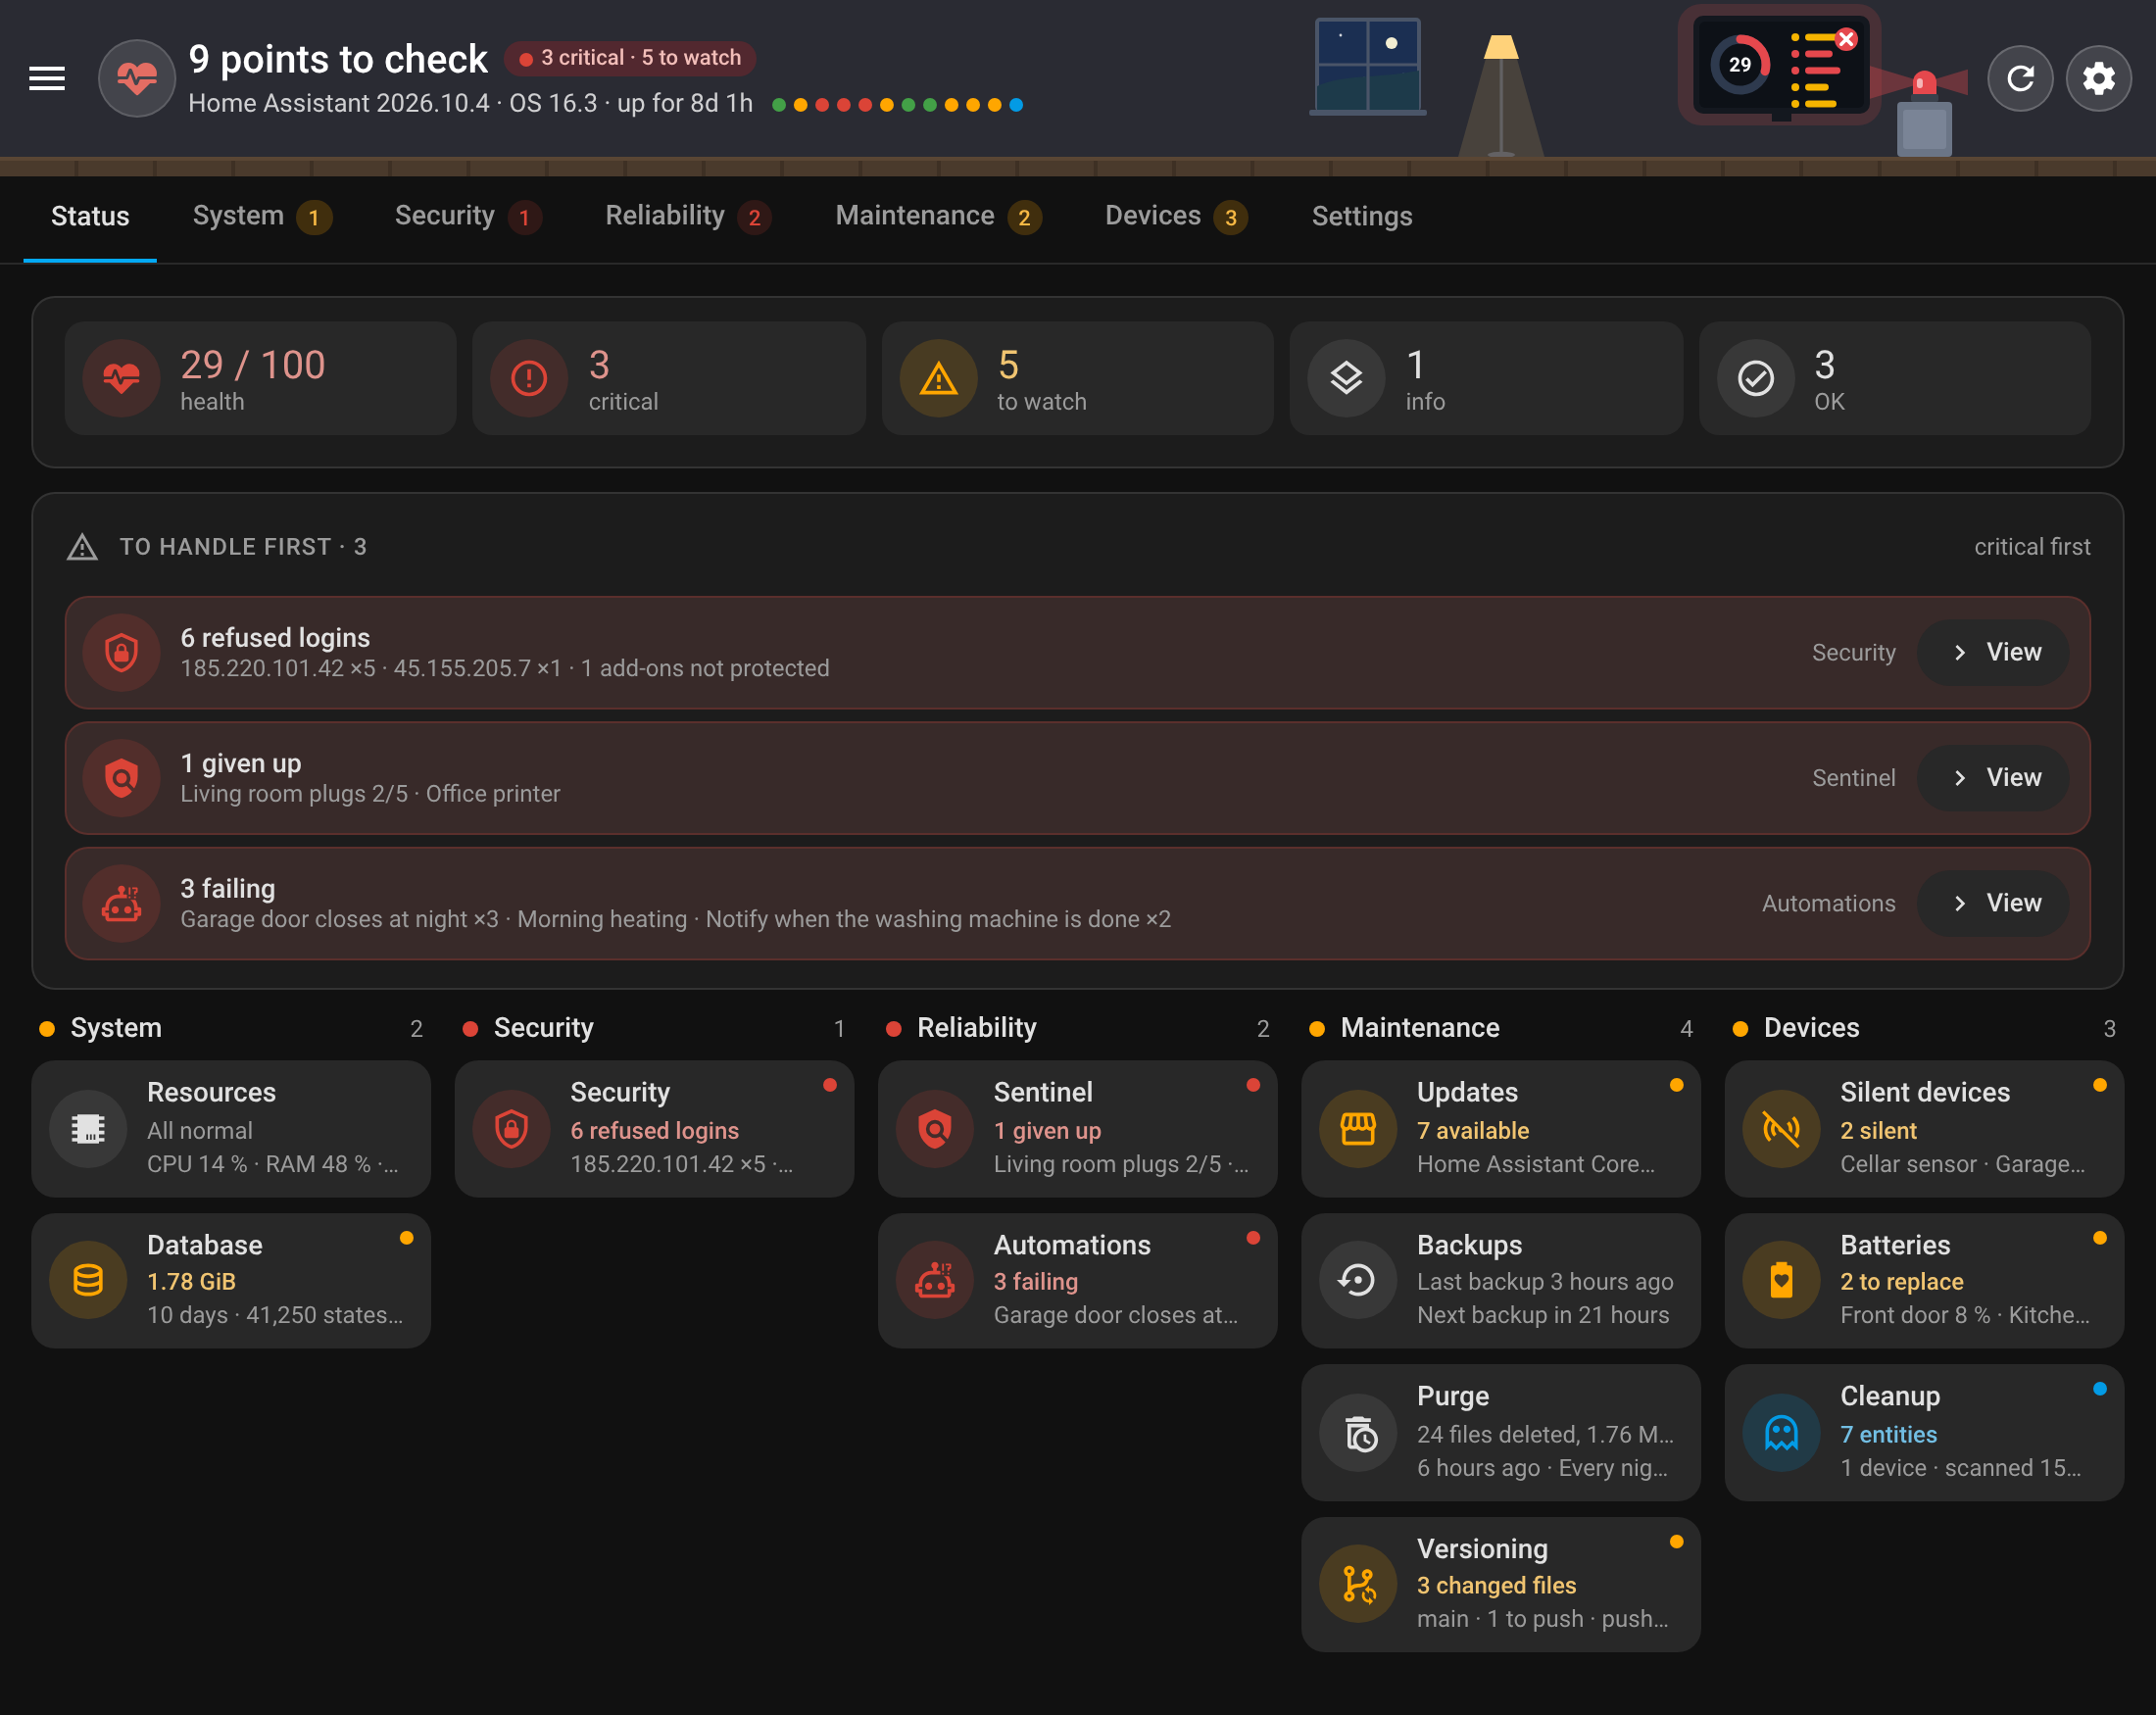 9 points to check
3 critical · 5 to watch
Home Assistant 2026.10.4 · OS 16.3 · up for 8d 1h
29
Status
System 1
Security 1
Reliability 2
Maintenance 2
Devices 3
Settings
29 / 100
health
3
critical
5
to watch
1
info
3
OK
TO HANDLE FIRST · 3
critical first
6 refused logins
185.220.101.42 ×5 · 45.155.205.7 ×1 · 1 add-ons not protected
Security
View
1 given up
Living room plugs 2/5 · Office printer
Sentinel
View
3 failing
Garage door closes at night ×3 · Morning heating · Notify when the washing machine is done ×2
Automations
View
System 2
Resources
All normal
CPU 14 % · RAM 48 % ·…
Database
1.78 GiB
10 days · 41,250 states…
Security 1
Security
6 refused logins
185.220.101.42 ×5 ·…
Reliability 2
Sentinel
1 given up
Living room plugs 2/5 ·…
Automations
3 failing
Garage door closes at…
Maintenance 4
Updates
7 available
Home Assistant Core…
Backups
Last backup 3 hours ago
Next backup in 21 hours
Purge
24 files deleted, 1.76 M…
6 hours ago · Every nig…
Versioning
3 changed files
main · 1 to push · push…
Devices 3
Silent devices
2 silent
Cellar sensor · Garage…
Batteries
2 to replace
Front door 8 % · Kitche…
Cleanup
7 entities
1 device · scanned 15…